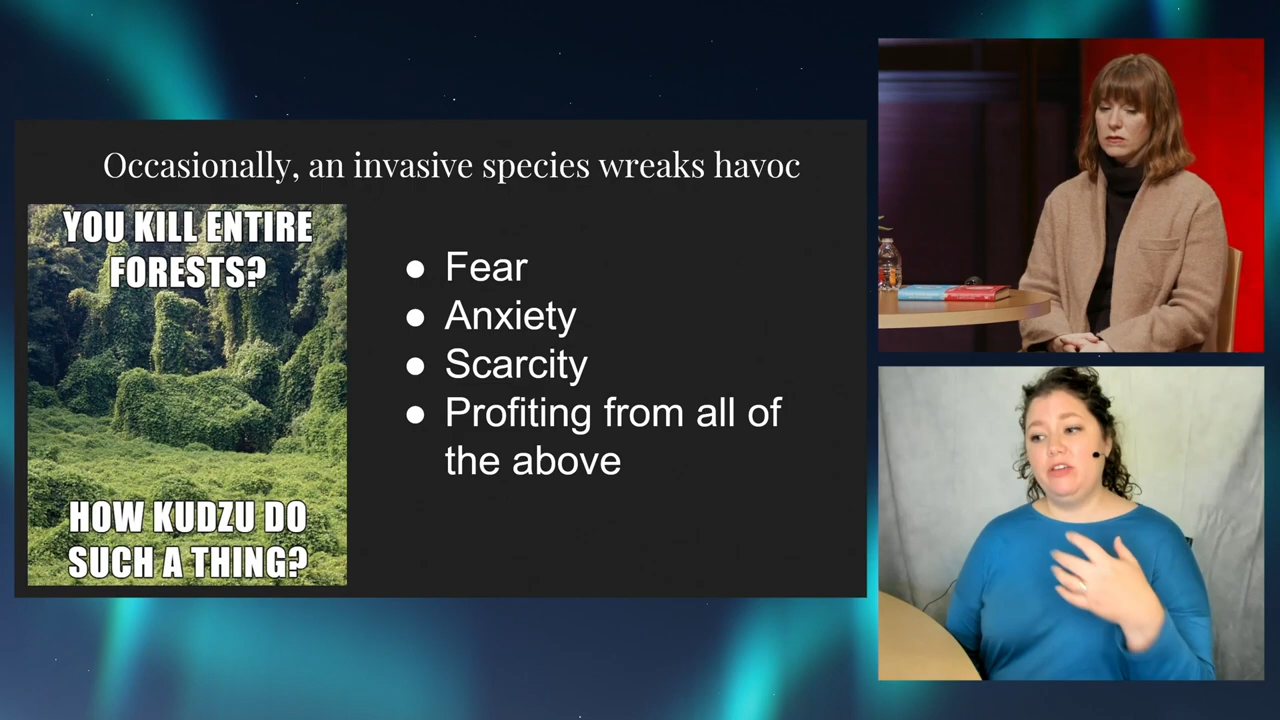 Occasionally, an invasive species wreaks havoc
YOU KILL ENTIRE
FORESTS?
HOW KUDZU DO
SUCH A THING?
● Fear
● Anxiety
● Scarcity
● Profiting from all of
the above